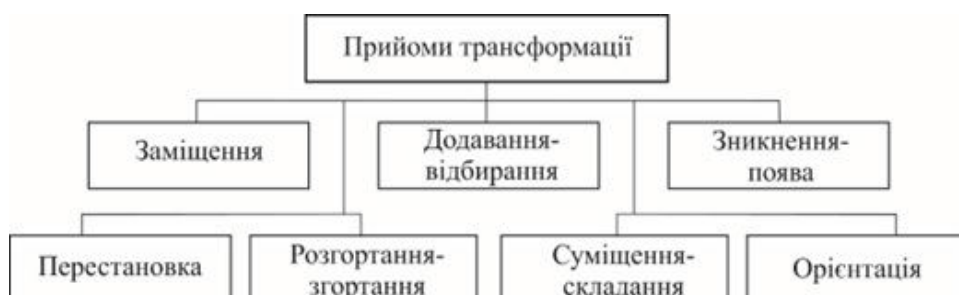 Прийоми трансформації
Заміщення
Додавання-
відбирання
Зникнення-
поява
Перестановка
Розгортання-
згортання
Суміщення-
складання
Орієнтація